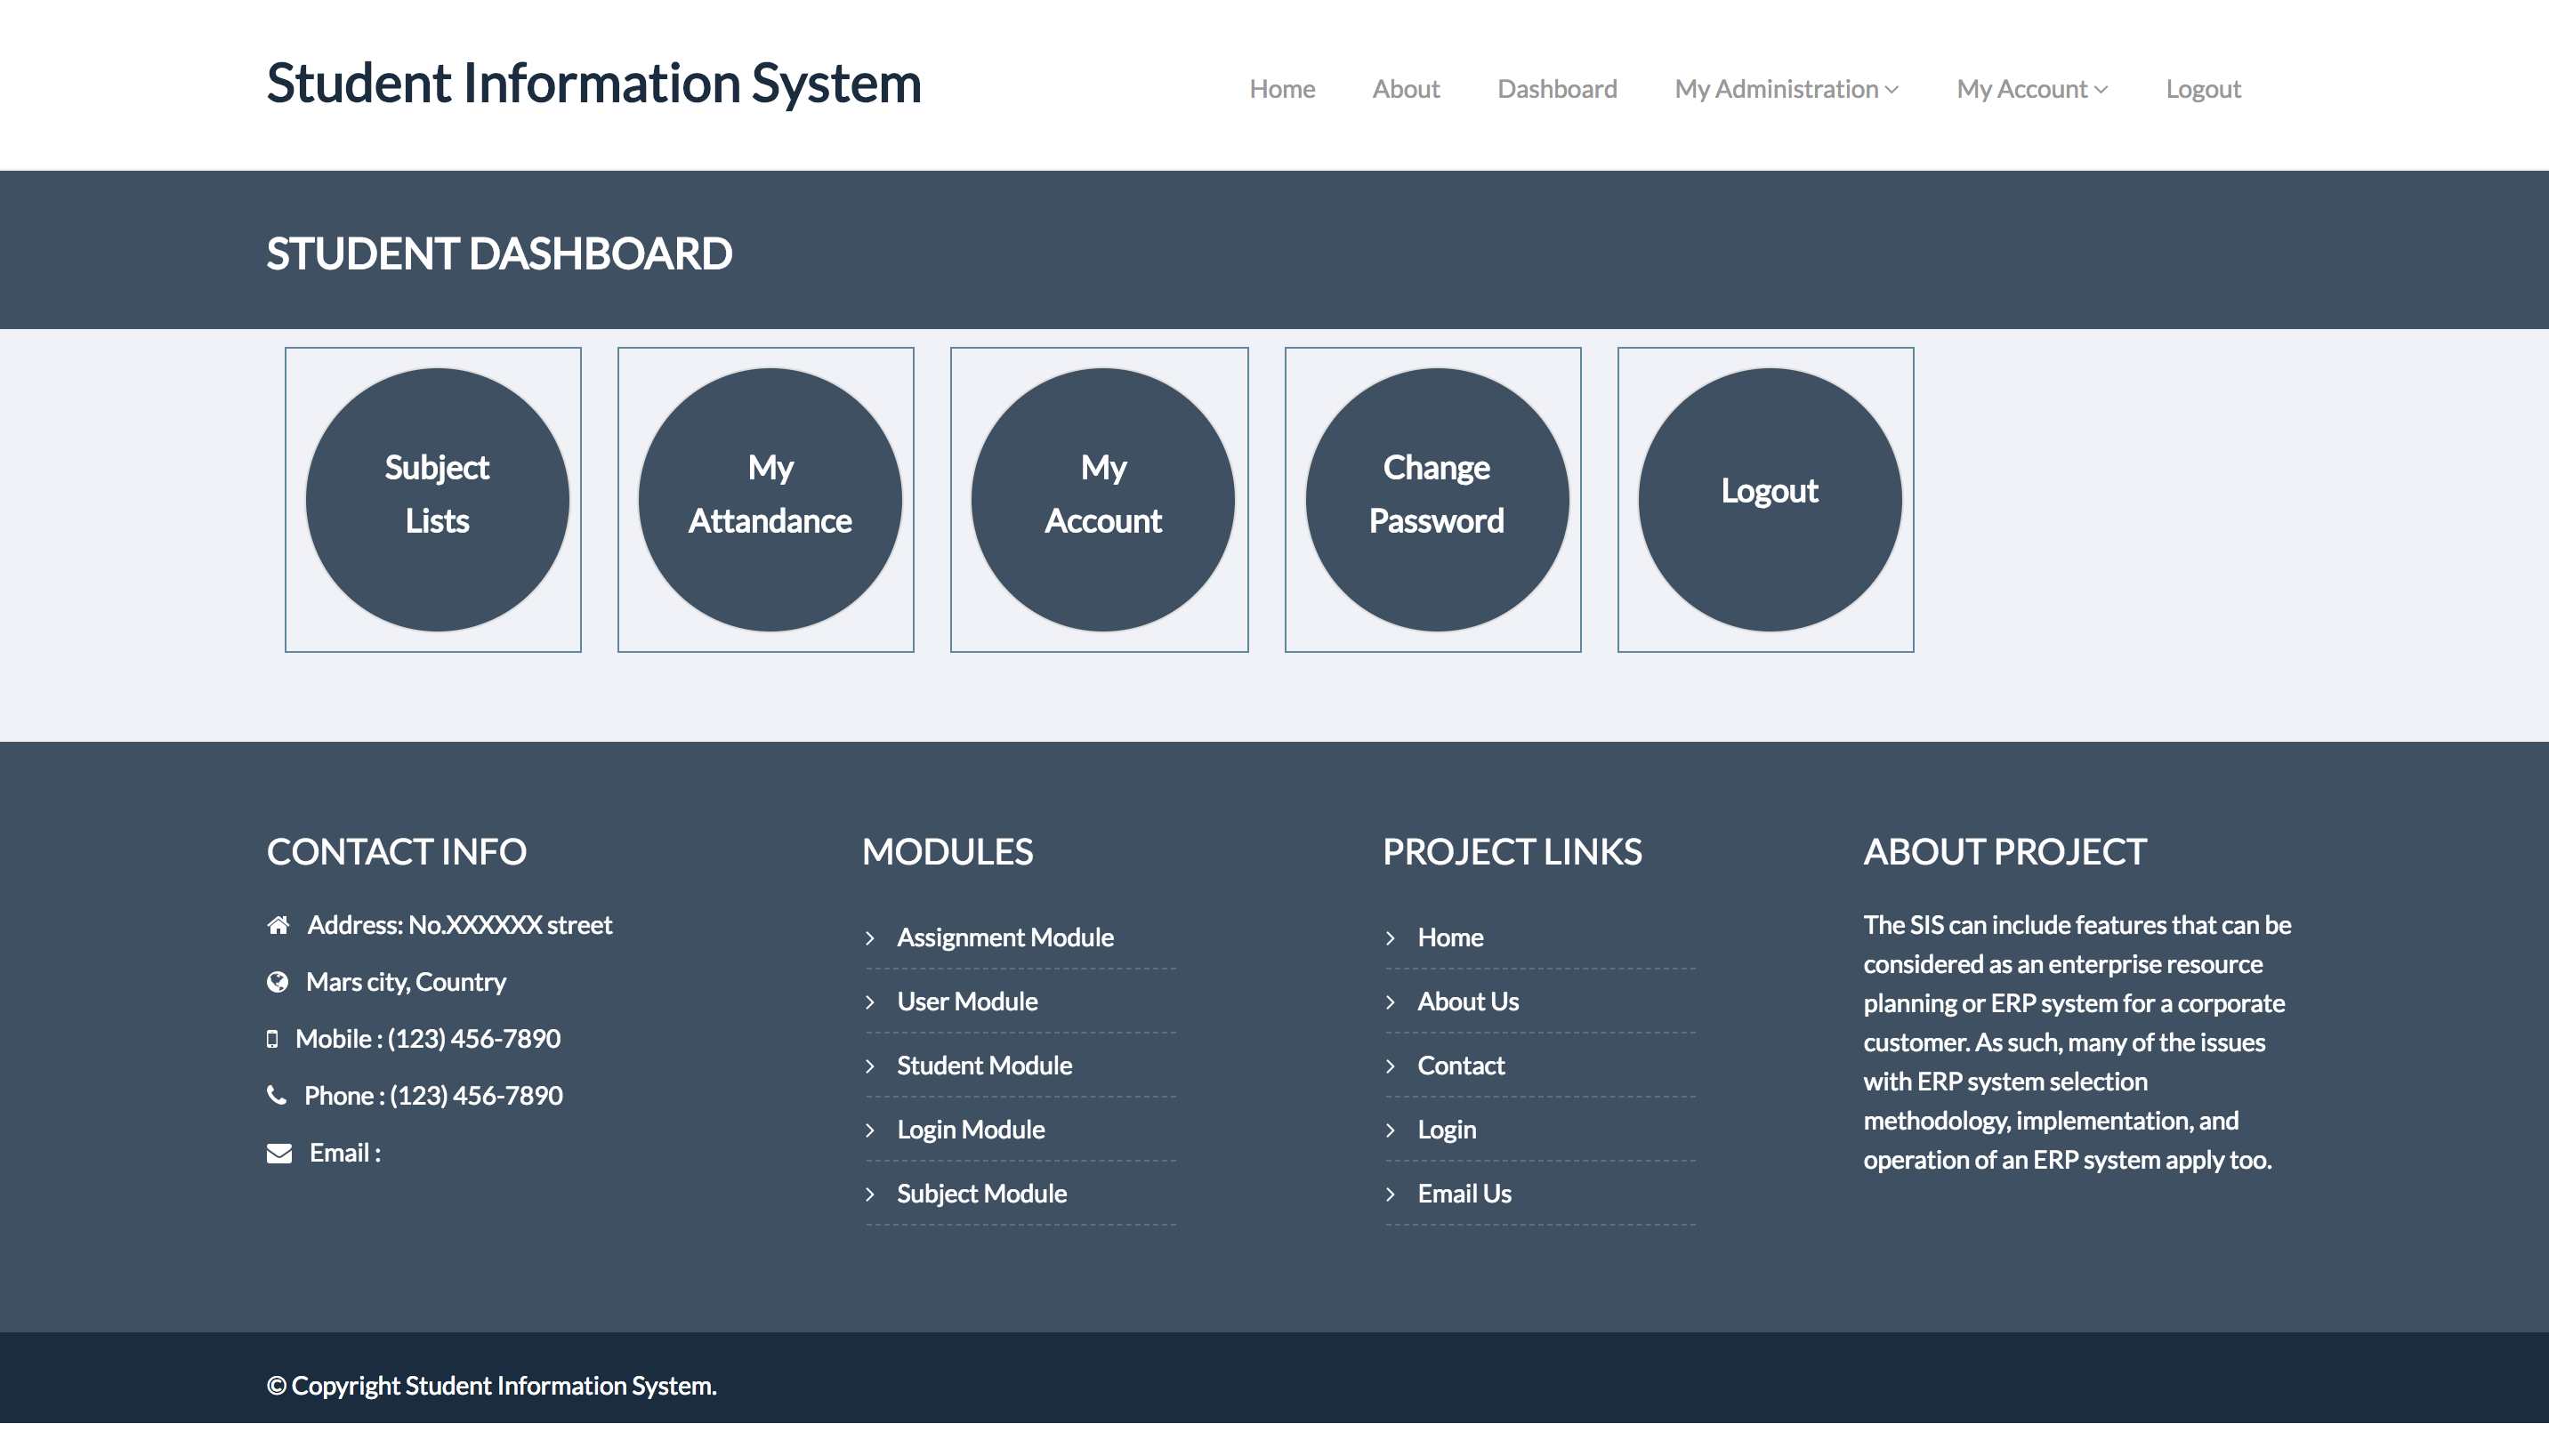 Student Information System
Home About Dashboard My Administration My Account Logout
STUDENT DASHBOARD
Subject
Lists
My
Attandance
My
Account
Change
Password
Logout
CONTACT INFO
Address: No.XXXXXX street
Mars city, Country
Mobile : (123) 456-7890
Phone : (123) 456-7890
Email :
MODULES
Assignment Module
User Module
Student Module
Login Module
Subject Module
PROJECT LINKS
Home
About Us
Contact
Login
Email Us
ABOUT PROJECT
The SIS can include features that can be
considered as an enterprise resource
planning or ERP system for a corporate
customer. As such, many of the issues
with ERP system selection
methodology, implementation, and
operation of an ERP system apply too.
© Copyright Student Information System.